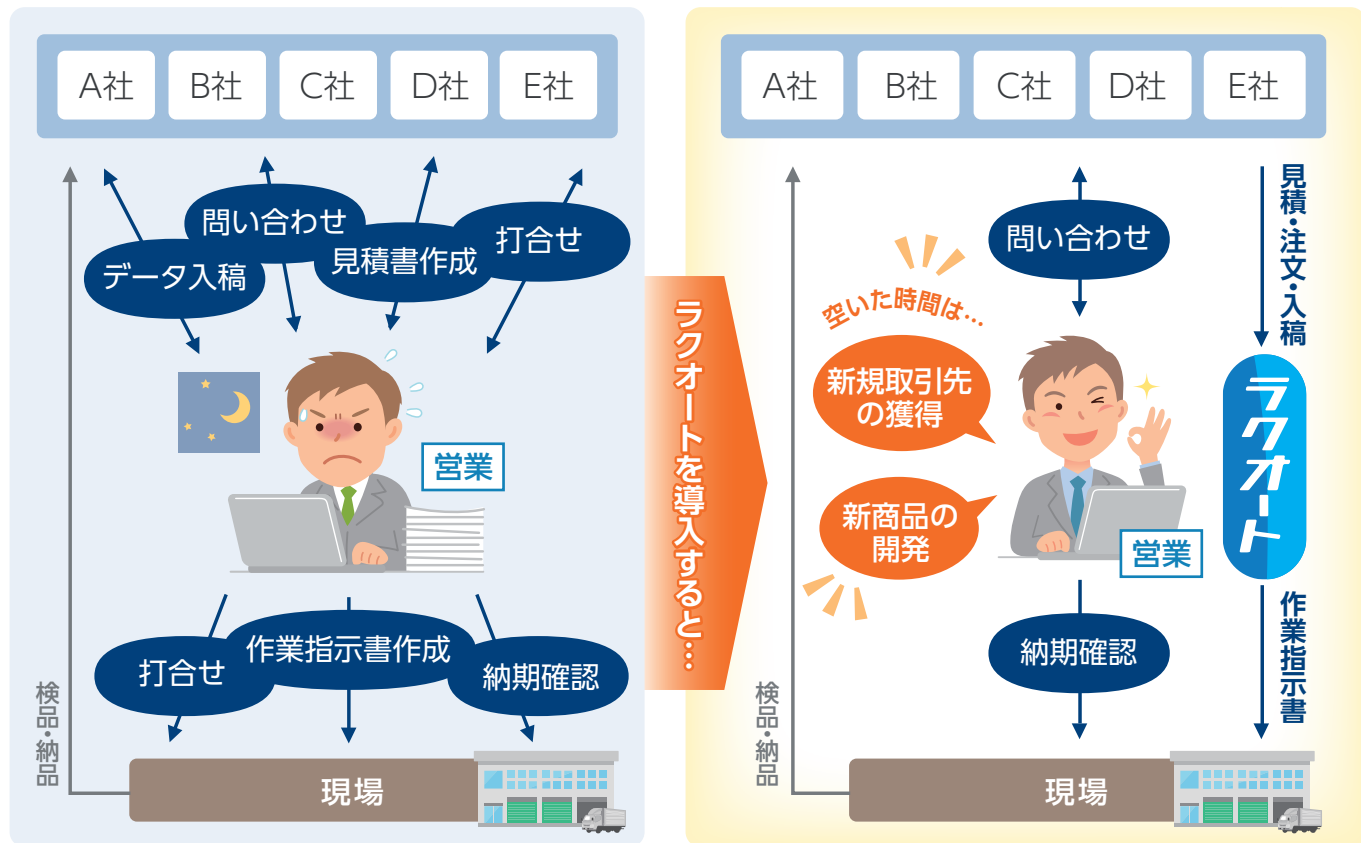 A社
B社
C社
D社
E社
データ入稿
問い合わせ
見積書作成
打合せ
営業
打合せ
作業指示書作成
納期確認
検品・納品
現場
ラクオートを導入すると…
A社
B社
C社
D社
E社
問い合わせ
見積・注文・入稿
空いた時間は…
新規取引先
の獲得
新商品の
開発
営業
ラクオート
納期確認
作業指示書
検品・納品
現場